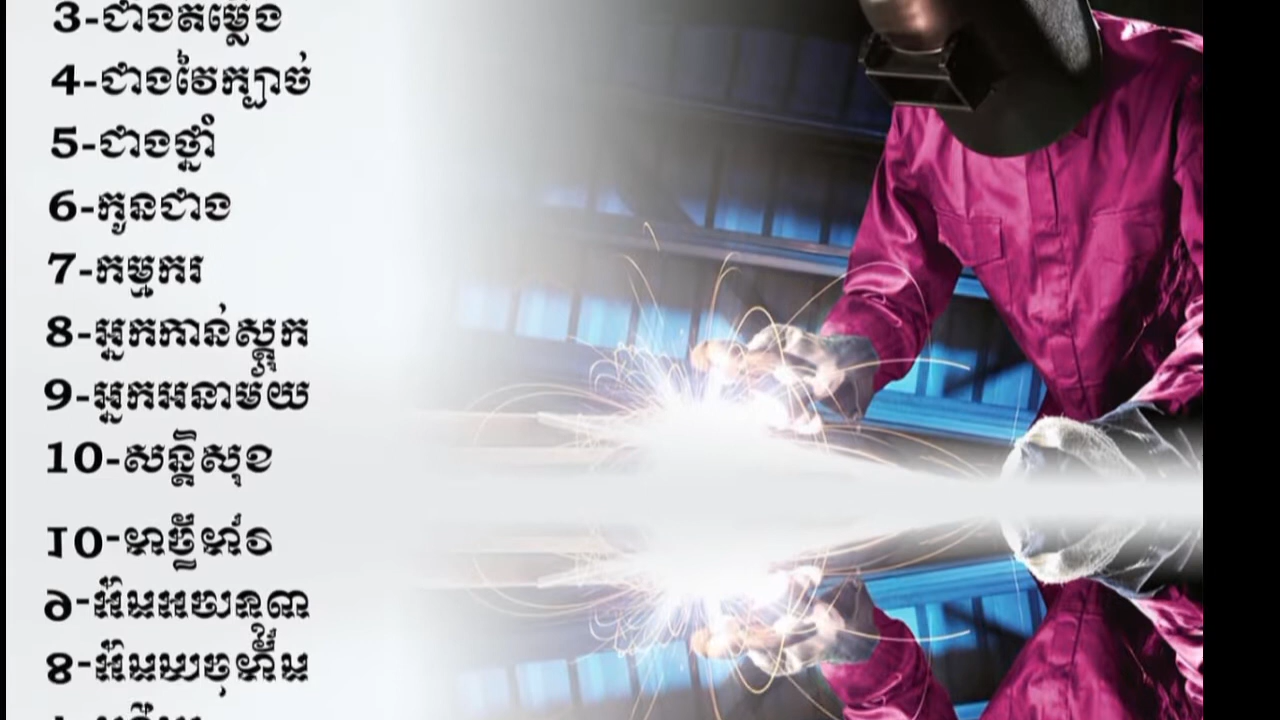 3-ជាងតម្លើង
4-ជាងវៃក្បាច់
5-ជាងថ្នាំ
6-កូនជាង
7-កម្មករ
8-អ្នកកាន់ស្តុក
9-អ្នកអនាម័យ
10-សន្តិសុខ